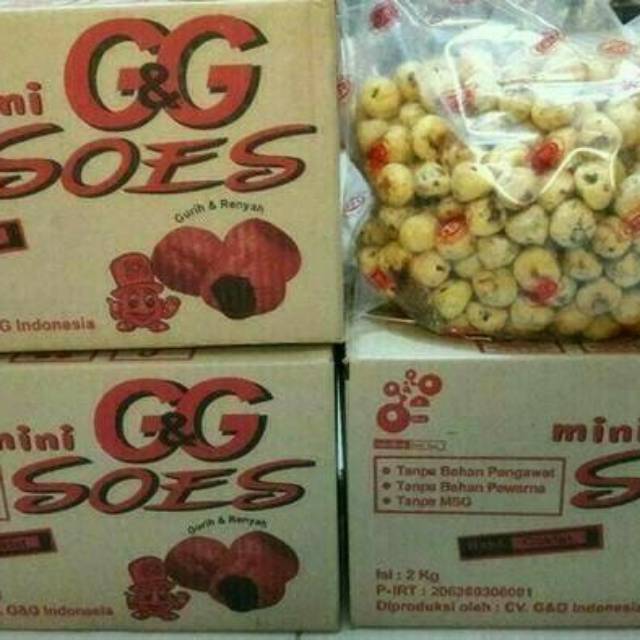 ni G&G
SOES
Gurih & Renyah
G Indonesia
mini G&G
SOES
Gurih & Renyah
G&G Indonesia
mini
S
Tanpa Bahan Pengawet
Tanpa Bahan Pewarna
Tanpa MSG
Isi : 2 Kg
P-IRT : 206360306001
Diproduksi oleh : CV. G&G Indonesia